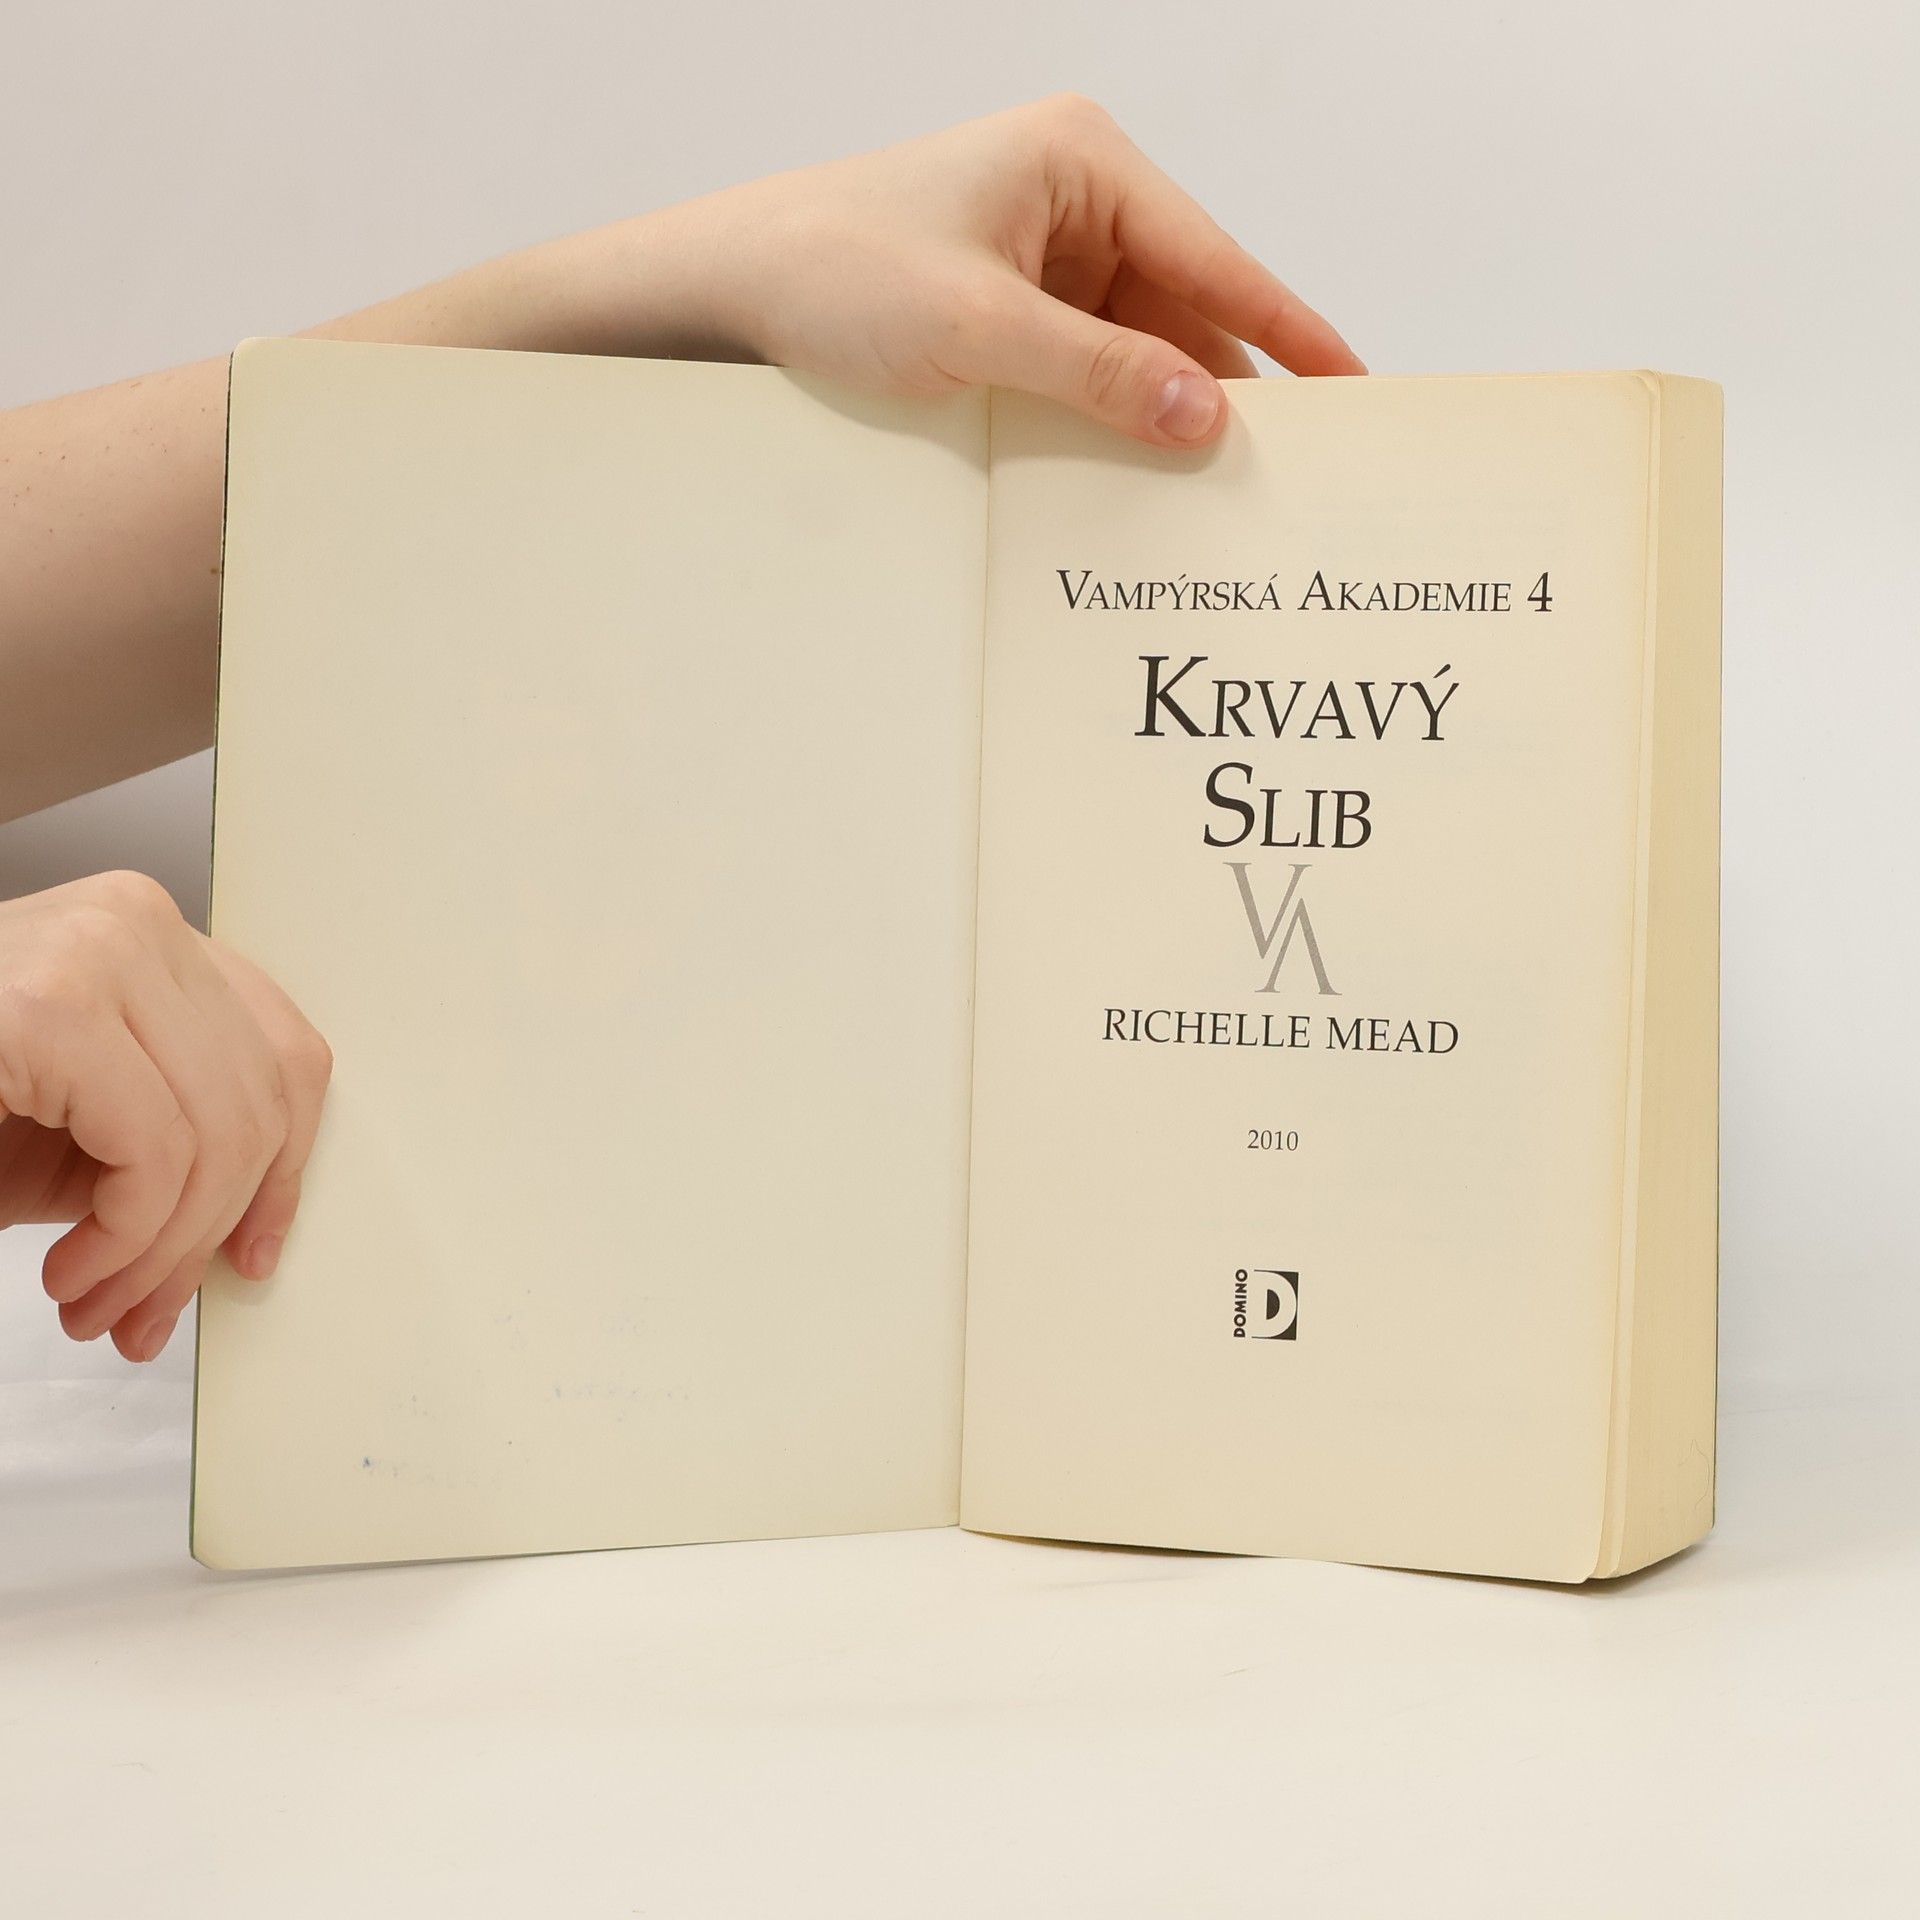 VAMPÝRSKÁ AKADEMIE 4
KRVAVÝ
SLIB
VA
RICHELLE MEAD
2010
DOMINO
D